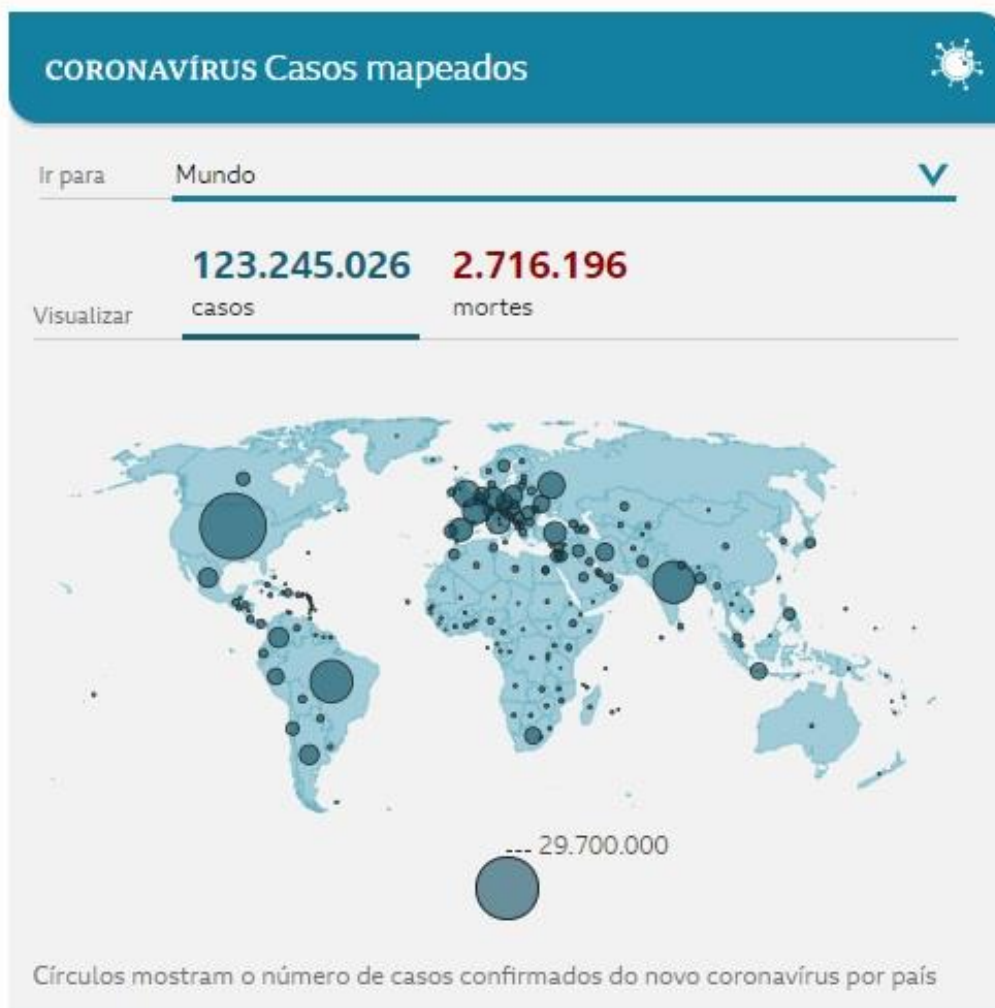 CORONAVÍRUS Casos mapeados
Ir para Mundo
123.245.026 2.716.196
Visualizar casos mortes
--- 29.700.000
Círculos mostram o número de casos confirmados do novo coronavírus por país